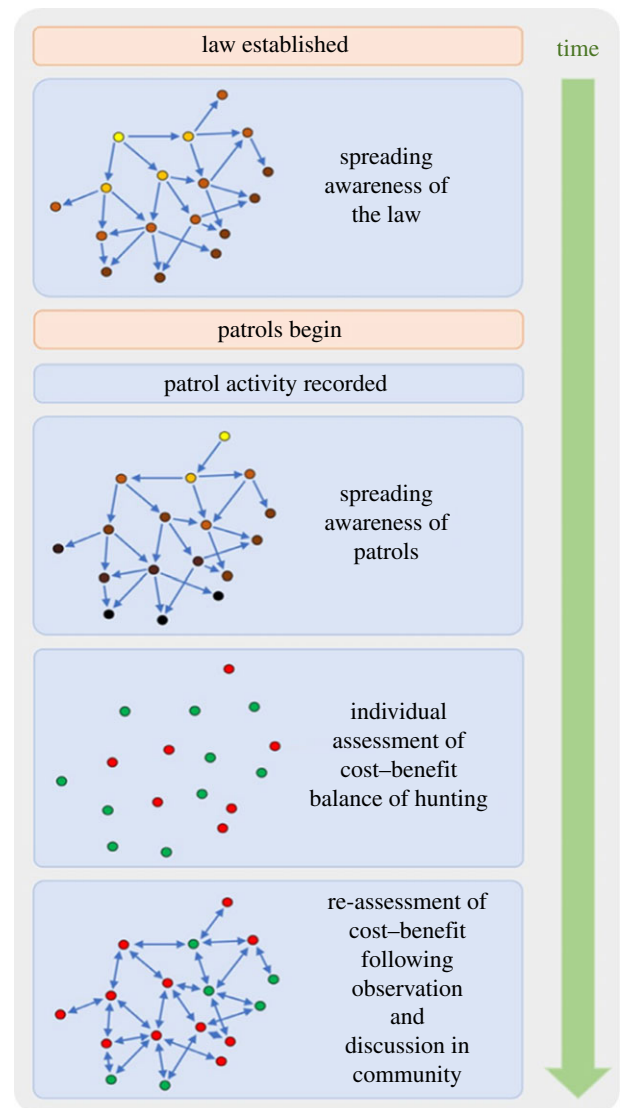 law established
time
spreading
awareness of
the law
patrols begin
patrol activity recorded
spreading
awareness of
patrols
individual
assessment of
cost–benefit
balance of hunting
re-assessment of
cost–benefit
following
observation
and
discussion in
community